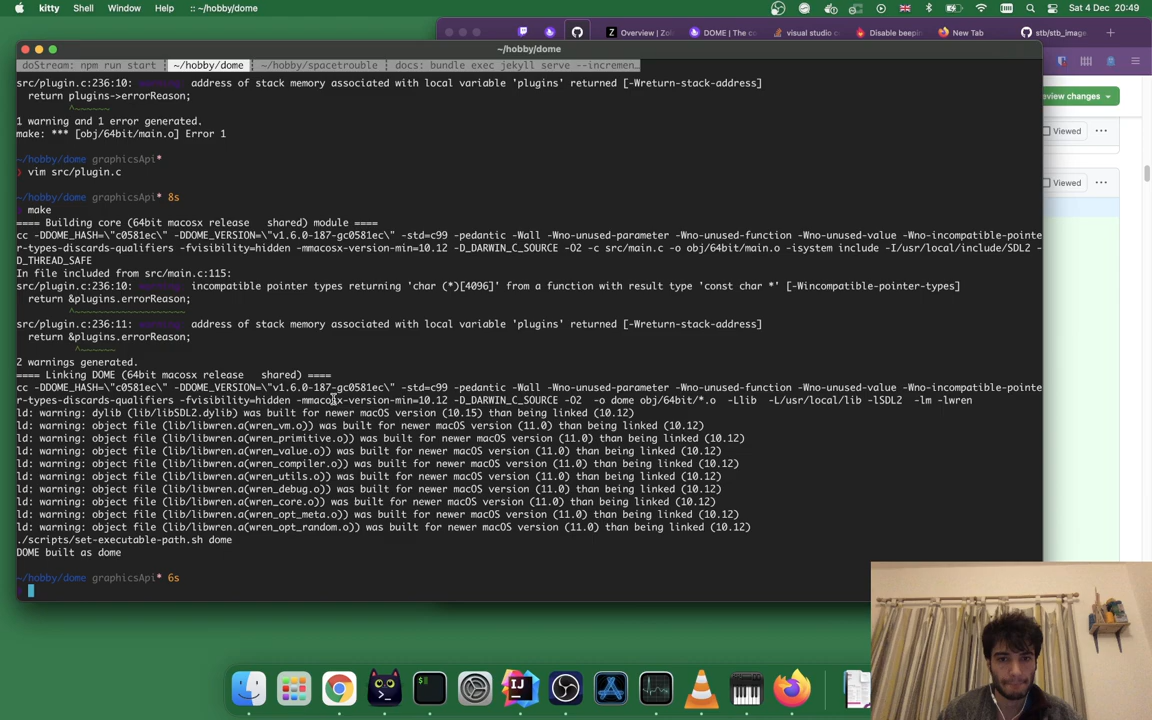 kitty Shell Window Help :: ~/hobby/dome Sat 4 Dec 20:49
Overview | Zol DOME | The co visual studio c Disable beepin New Tab stb/stb_image
~/hobby/dome
doStream: npm run start ¦ ~/hobby/dome ¦ ~/hobby/spacetrouble ¦ docs: bundle exec jekyll serve --incremen…
src/plugin.c:236:10: warning: address of stack memory associated with local variable 'plugins' returned [-Wreturn-stack-address]
return plugins->errorReason;
^~~~~~~
1 warning and 1 error generated.
make: *** [obj/64bit/main.o] Error 1
~/hobby/dome graphicsApi*
❯ vim src/plugin.c
~/hobby/dome graphicsApi* 8s
make
==== Building core (64bit macosx release shared) module ====
cc -DDOME_HASH=\"c0581ec\" -DDOME_VERSION=\"v1.6.0-187-gc0581ec\" -std=c99 -pedantic -Wall -Wno-unused-parameter -Wno-unused-function -Wno-unused-value -Wno-incompatible-pointe
r-types-discards-qualifiers -fvisibility=hidden -mmacosx-version-min=10.12 -D_DARWIN_C_SOURCE -O2 -c src/main.c -o obj/64bit/main.o -isystem include -I/usr/local/include/SDL2 -
D_THREAD_SAFE
In file included from src/main.c:115:
src/plugin.c:236:10: warning: incompatible pointer types returning 'char (*)[4096]' from a function with result type 'const char *' [-Wincompatible-pointer-types]
return &plugins.errorReason;
^~~~~~~~~~~~~~~~~~~~
src/plugin.c:236:11: warning: address of stack memory associated with local variable 'plugins' returned [-Wreturn-stack-address]
return &plugins.errorReason;
^~~~~~~
2 warnings generated.
==== Linking DOME (64bit macosx release shared) ====
cc -DDOME_HASH=\"c0581ec\" -DDOME_VERSION=\"v1.6.0-187-gc0581ec\" -std=c99 -pedantic -Wall -Wno-unused-parameter -Wno-unused-function -Wno-unused-value -Wno-incompatible-pointe
r-types-discards-qualifiers -fvisibility=hidden -mmacosx-version-min=10.12 -D_DARWIN_C_SOURCE -O2 -o dome obj/64bit/*.o -Llib -L/usr/local/lib -lSDL2 -lm -lwren
ld: warning: dylib (lib/libSDL2.dylib) was built for newer macOS version (10.15) than being linked (10.12)
ld: warning: object file (lib/libwren.a(wren_vm.o)) was built for newer macOS version (11.0) than being linked (10.12)
ld: warning: object file (lib/libwren.a(wren_primitive.o)) was built for newer macOS version (11.0) than being linked (10.12)
ld: warning: object file (lib/libwren.a(wren_value.o)) was built for newer macOS version (11.0) than being linked (10.12)
ld: warning: object file (lib/libwren.a(wren_compiler.o)) was built for newer macOS version (11.0) than being linked (10.12)
ld: warning: object file (lib/libwren.a(wren_utils.o)) was built for newer macOS version (11.0) than being linked (10.12)
ld: warning: object file (lib/libwren.a(wren_debug.o)) was built for newer macOS version (11.0) than being linked (10.12)
ld: warning: object file (lib/libwren.a(wren_core.o)) was built for newer macOS version (11.0) than being linked (10.12)
ld: warning: object file (lib/libwren.a(wren_opt_meta.o)) was built for newer macOS version (11.0) than being linked (10.12)
ld: warning: object file (lib/libwren.a(wren_opt_random.o)) was built for newer macOS version (11.0) than being linked (10.12)
./scripts/set-executable-path.sh dome
DOME built as dome
~/hobby/dome graphicsApi* 6s
eview changes
Viewed
Viewed